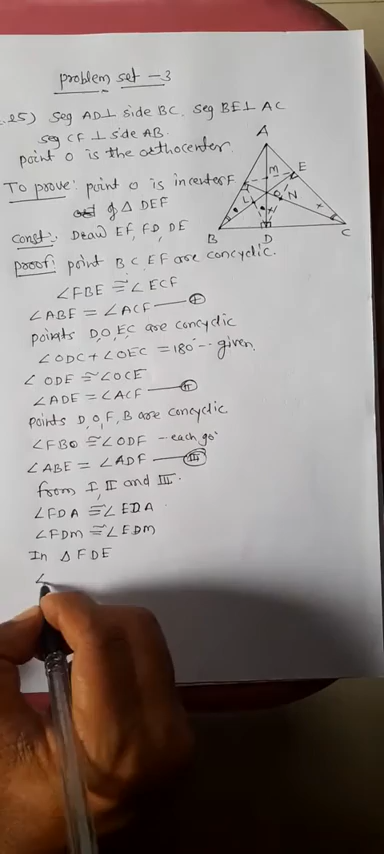 problem set - 3
25) seg AD ⊥ side BC. seg BE ⊥ AC
seg CF ⊥ side AB.
point O is the orthocenter.
To prove: point O is incenter
of Δ DEF
Const: Draw EF, FD, DE
Proof: point B C E F are concyclic.
∠FBE ≅ ∠ECF
∠ABE = ∠ACF — I
points D, O, E, C are concyclic
∠ODC + ∠OEC = 180° -- given.
∠ODE ≅ ∠OCE
∠ADE = ∠ACF — II
points D, O, F, B are concyclic.
∠FBO ≅ ∠ODF - each 90°
∠ABE = ∠ADF — III
from I, II and III.
∠FDA ≅ ∠EDA
∠FDM ≅ ∠EDM
In Δ FDE
∠
A
E
M
F
L
O
N
B
D
C